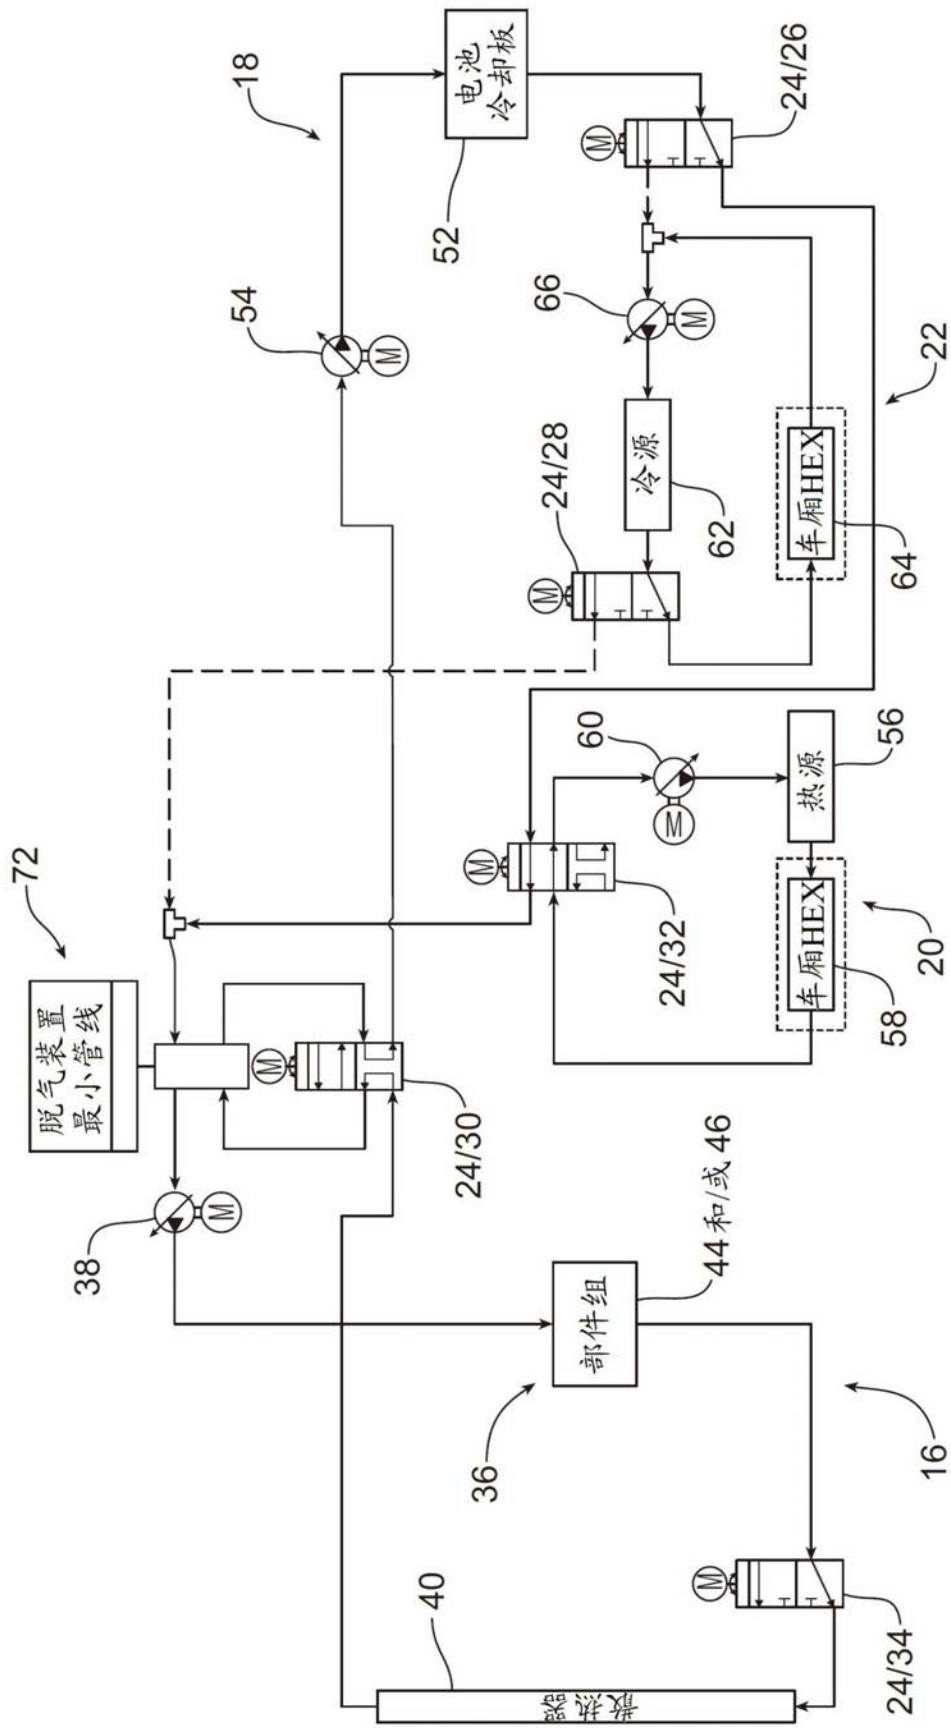 72
脱气装置
最小管线
38
M
18
54
M
M
40
52
24/30
电池
冷却板
M
36
M
66
24/28
60
部件组
M
散热器
冷源
24/32
M
M
M
44和/或46
62
24/26
车厢HEX
热源
车厢HEX
24/34
58
56
64
16
20
22